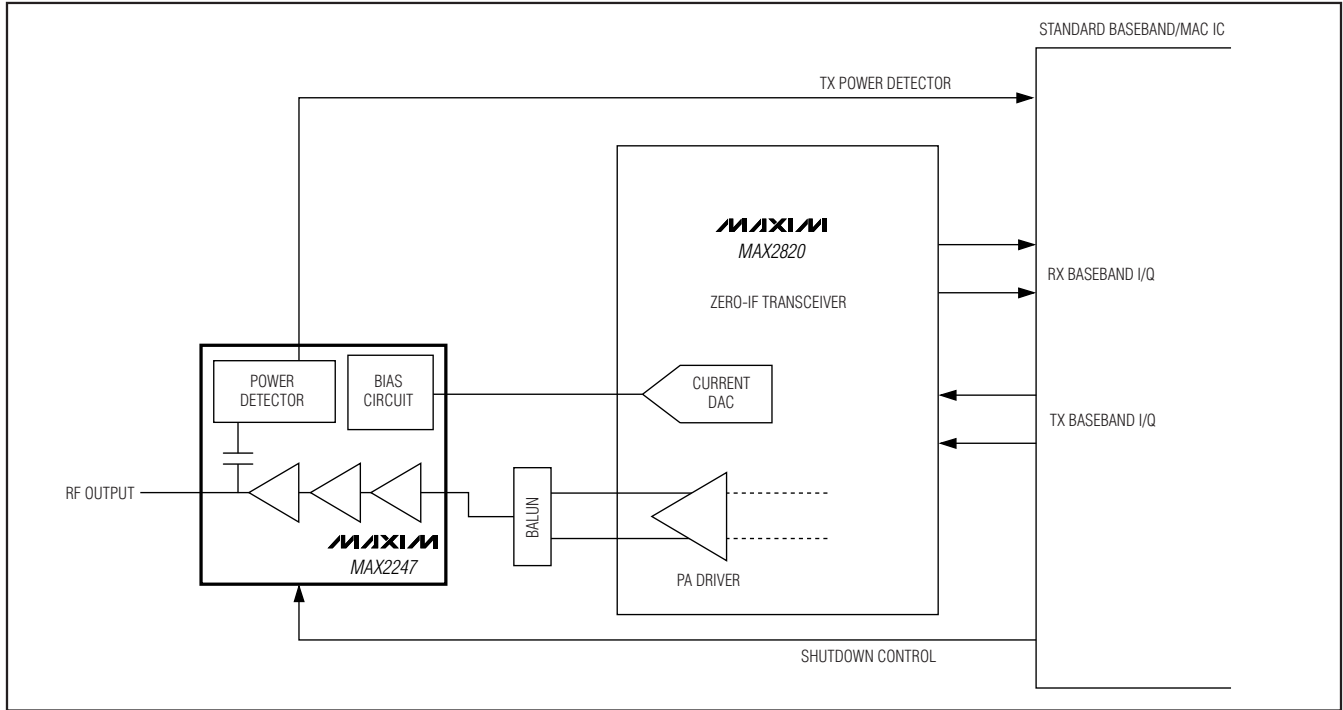 STANDARD BASEBAND/MAC IC
TX POWER DETECTOR
MAXIM
MAX2820
ZERO-IF TRANSCEIVER
RX BASEBAND I/Q
POWER
DETECTOR
BIAS
CIRCUIT
CURRENT
DAC
TX BASEBAND I/Q
RF OUTPUT
BALUN
MAXIM
MAX2247
PA DRIVER
SHUTDOWN CONTROL